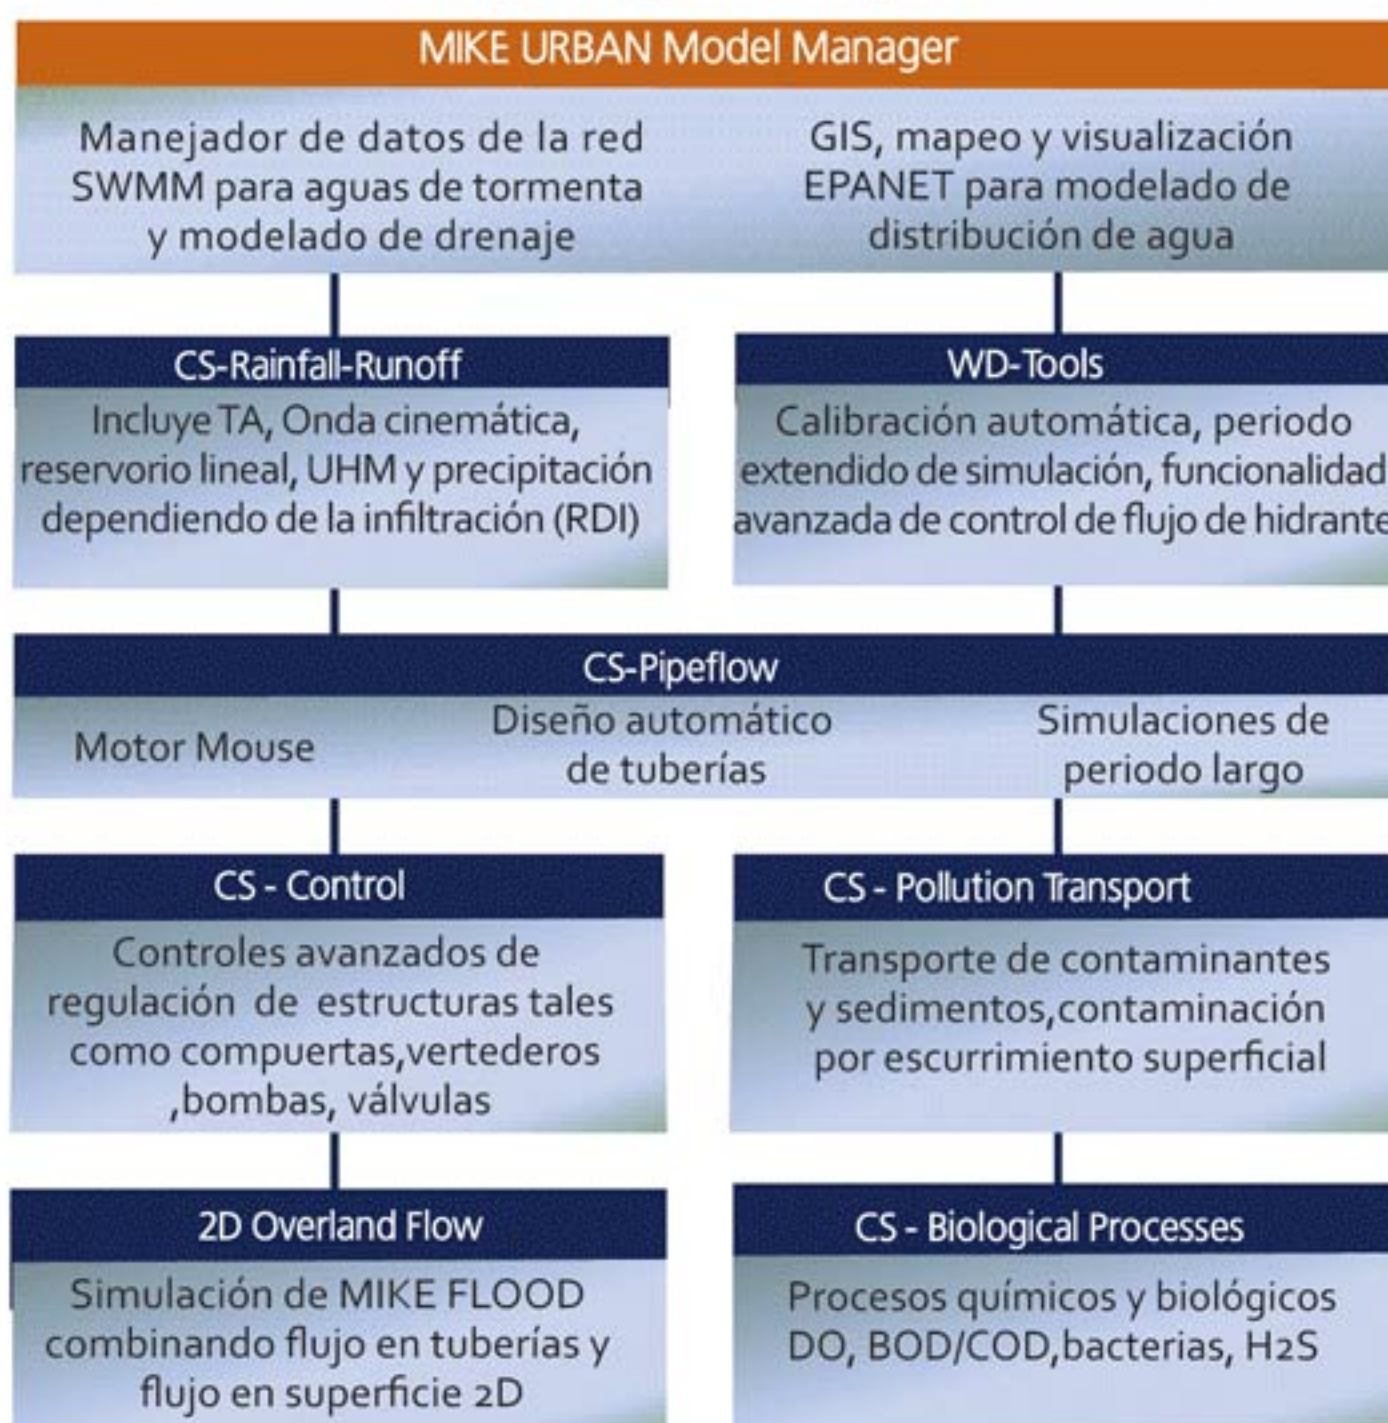 MIKE URBAN Model Manager
Manejador de datos de la red
SWMM para aguas de tormenta
y modelado de drenaje
GIS, mapeo y visualización
EPANET para modelado de
distribución de agua
CS-Rainfall-Runoff
Incluye TA, Onda cinemática,
reservorio lineal, UHM y precipitación
dependiendo de la infiltración (RDI)
WD-Tools
Calibración automática, periodo
extendido de simulación, funcionalidad
avanzada de control de flujo de hidrante
CS-Pipeflow
Motor Mouse
Diseño automático
de tuberías
Simulaciones de
periodo largo
CS - Control
Controles avanzados de
regulación de estructuras tales
como compuertas,vertederos
,bombas, válvulas
CS - Pollution Transport
Transporte de contaminantes
y sedimentos,contaminación
por escurrimiento superficial
2D Overland Flow
Simulación de MIKE FLOOD
combinando flujo en tuberías y
flujo en superficie 2D
CS - Biological Processes
Procesos químicos y biológicos
DO, BOD/COD,bacterias, H2S